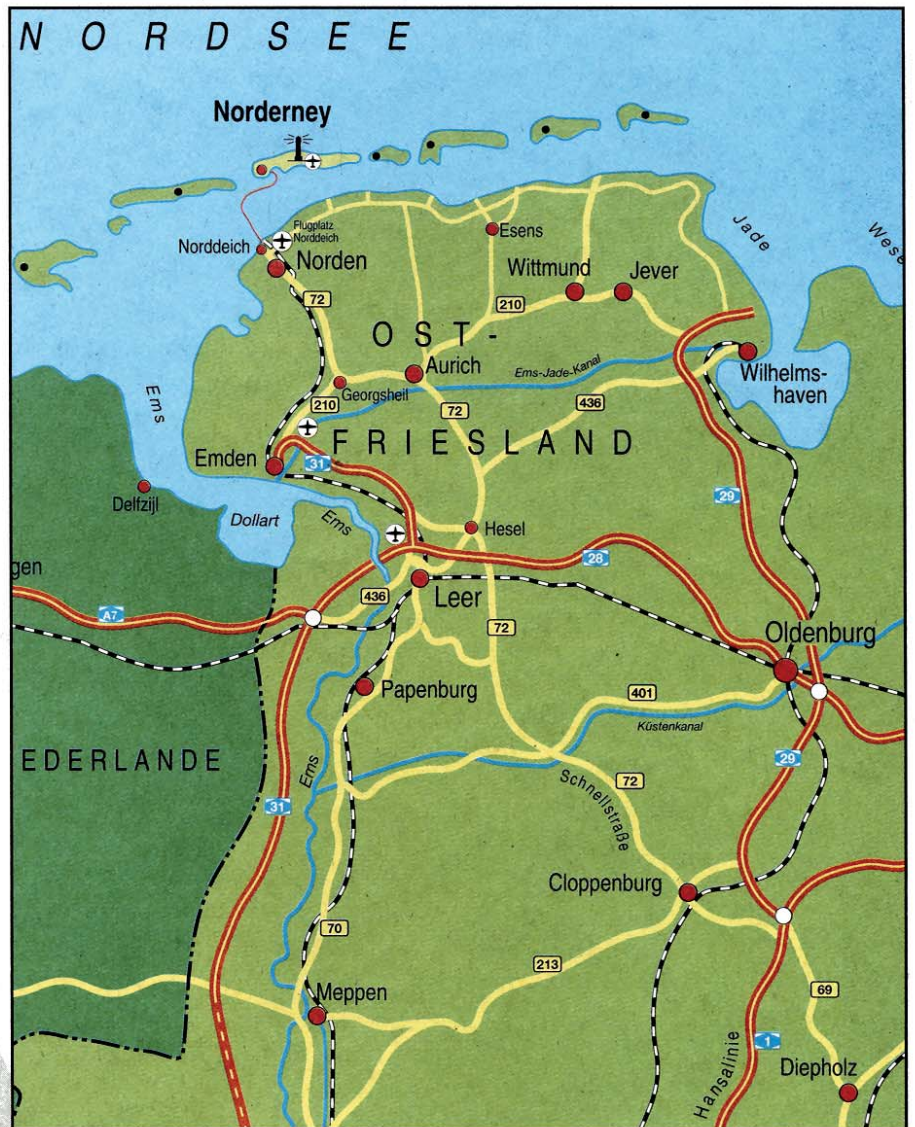 NORDSEE
Norderney
Flugplatz
Norddeich
Norddeich
Norden
Esens
Wittmund
Jever
Jade
Wese
72
210
OST-
Aurich
Ems-Jade-Kanal
Wilhelms-
haven
Georgsheil
210
72
436
Ems
Emden
31
FRIESLAND
29
Delfzijl
Dollart
Ems
Hesel
28
gen
A7
436
Leer
72
Oldenburg
Papenburg
401
Küstenkanal
EDERLANDE
Ems
31
29
72
Schnellstraße
Cloppenburg
70
213
69
Meppen
1
Hansalinie
Diepholz